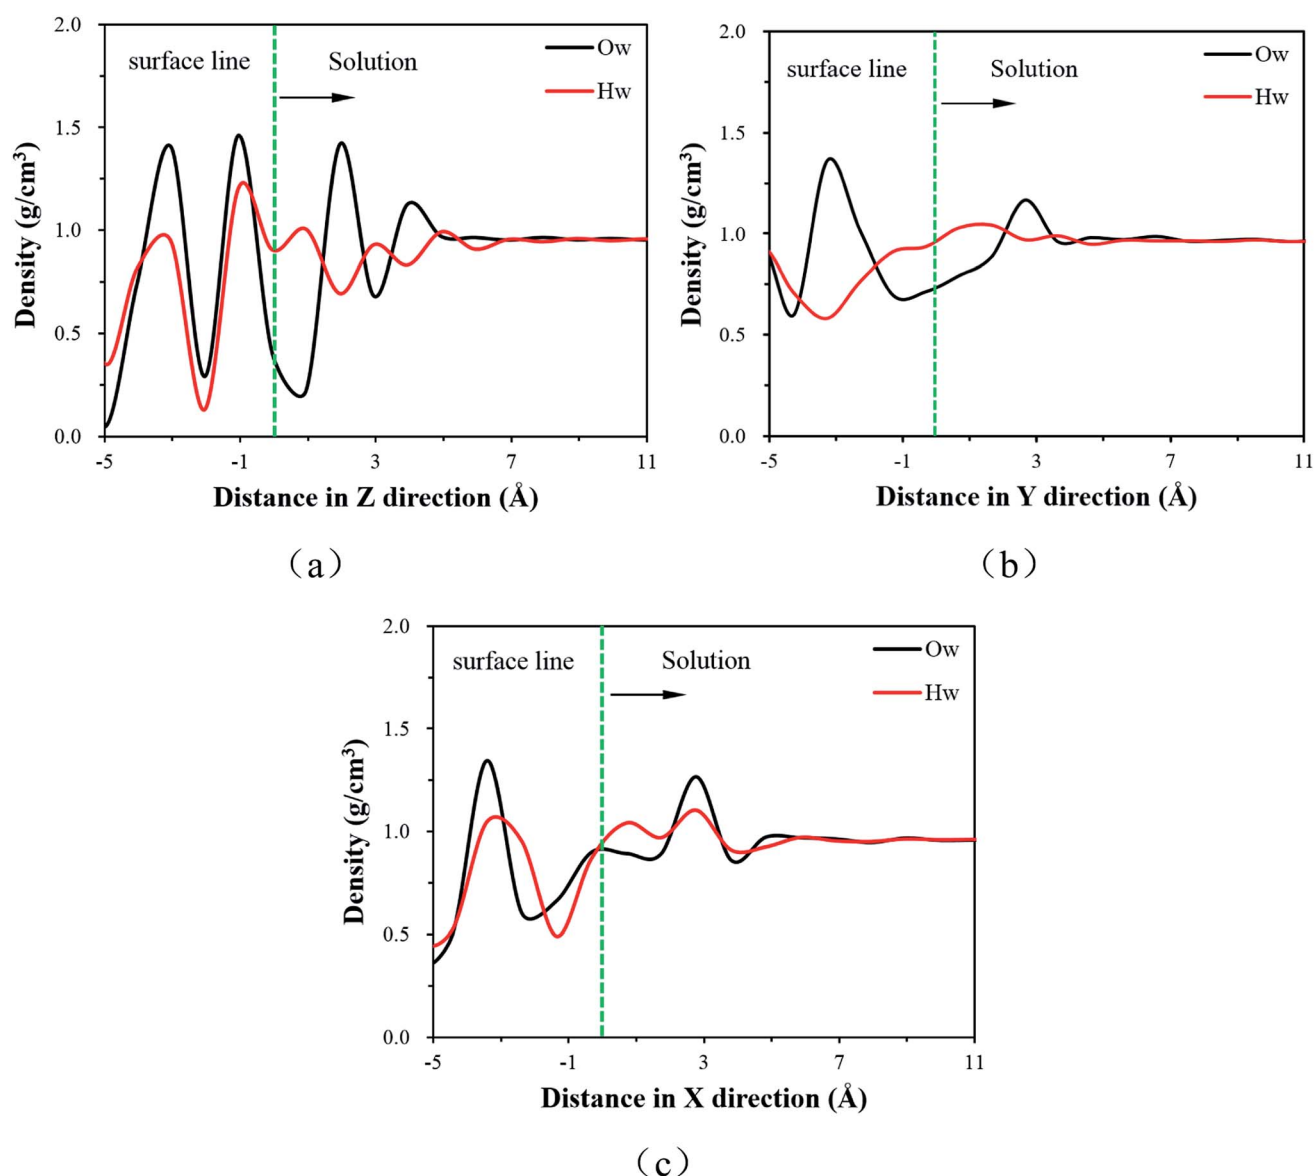 2.0
surface line
Solution
Ow
Hw
1.5
1.0
0.5
0.0
Density (g/cm³)
-5
-1
3
7
11
Distance in Z direction (Å)
（a）
2.0
surface line
Solution
Ow
Hw
1.5
1.0
0.5
0.0
Density (g/cm³)
-5
-1
3
7
11
Distance in Y direction (Å)
（b）
2.0
surface line
Solution
Ow
Hw
1.5
1.0
0.5
0.0
Density (g/cm³)
-5
-1
3
7
11
Distance in X direction (Å)
（c）